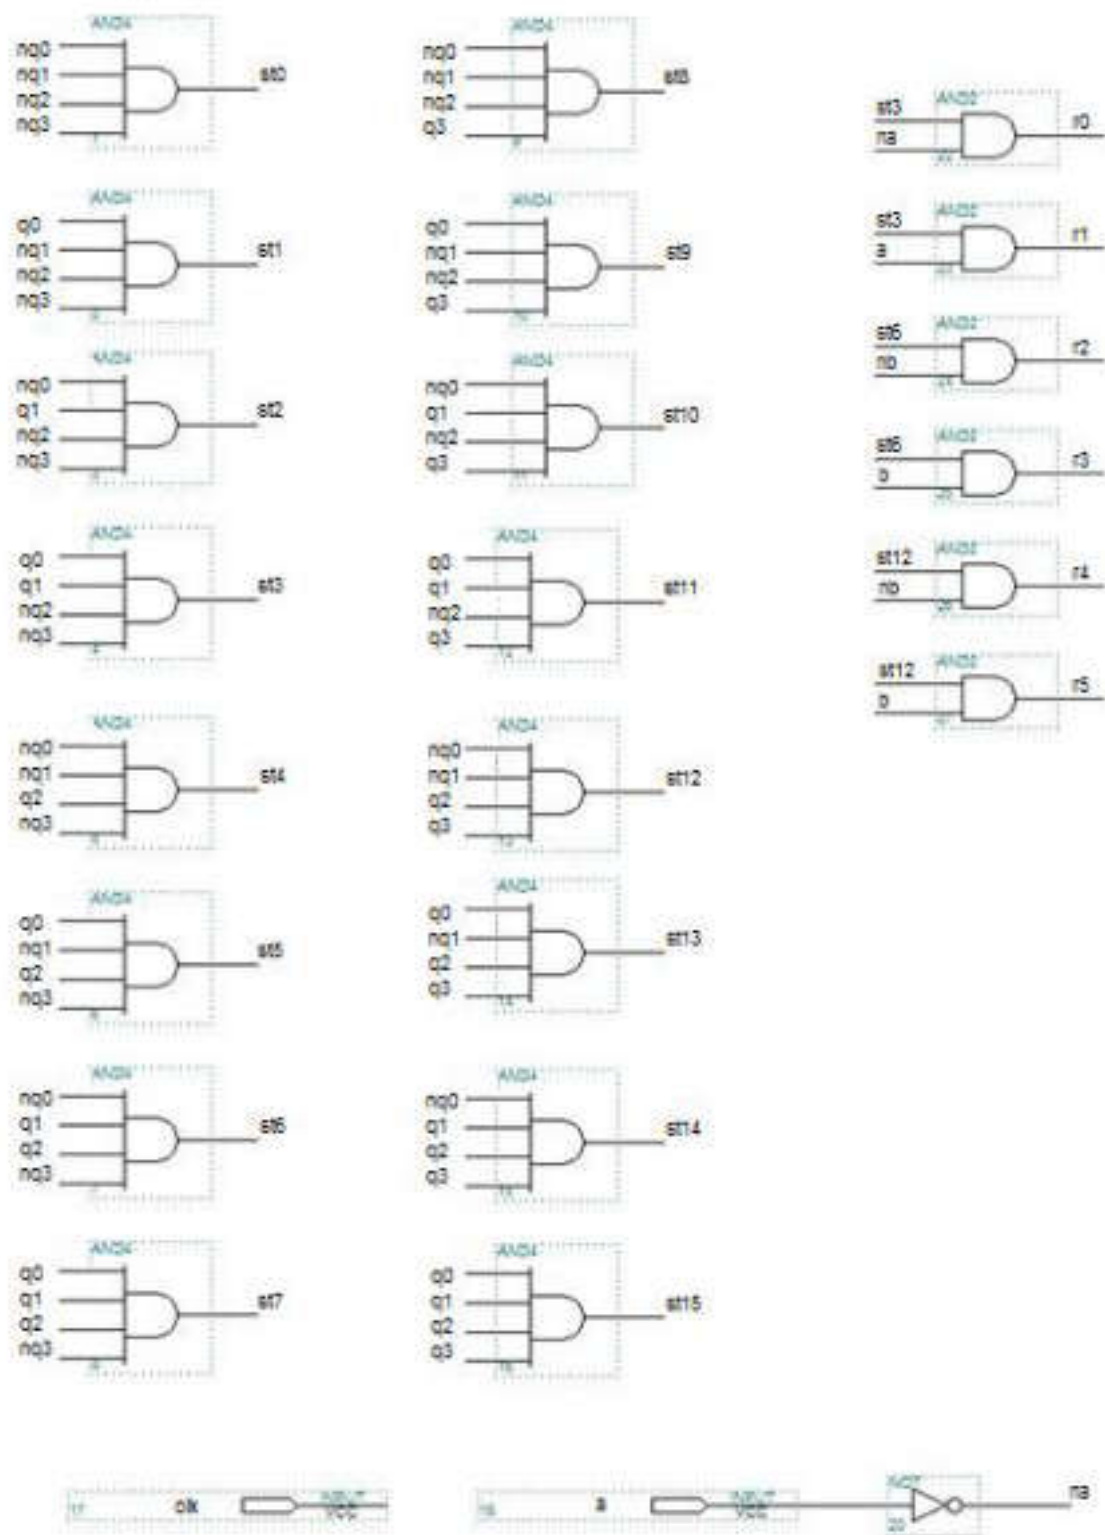 AND4
nq0
nq1
nq2
nq3
st0
AND4
q0
nq1
nq2
nq3
st1
AND4
nq0
q1
nq2
nq3
st2
AND4
q0
q1
nq2
nq3
st3
AND4
nq0
nq1
q2
nq3
st4
AND4
q0
nq1
q2
nq3
st5
AND4
nq0
q1
q2
nq3
st6
AND4
q0
q1
q2
nq3
st7
AND4
nq0
nq1
nq2
q3
st8
AND4
q0
nq1
nq2
q3
st9
AND4
nq0
q1
nq2
q3
st10
AND4
q0
q1
nq2
q3
st11
AND4
nq0
nq1
q2
q3
st12
AND4
q0
nq1
q2
q3
st13
AND4
nq0
q1
q2
q3
st14
AND4
q0
q1
q2
q3
st15
AND2
st3
na
r0
AND2
st3
a
r1
AND2
st6
nb
r2
AND2
st6
b
r3
AND2
st12
nb
r4
AND2
st12
b
r5
17
clk
INPUT
VCC
a
INPUT
VCC
NOT
na